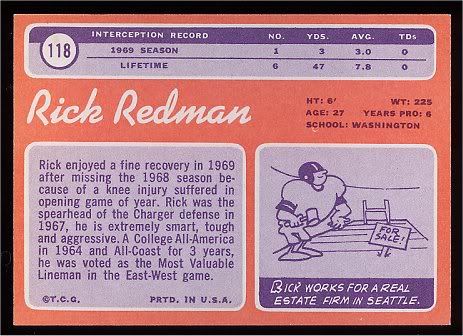 118
INTERCEPTION RECORD NO. YDS. AVG. TDs
1969 SEASON 1 3 3.0 0
LIFETIME 6 47 7.8 0
Rick Redman
HT: 6' WT: 225
AGE: 27 YEARS PRO: 6
SCHOOL: WASHINGTON
Rick enjoyed a fine recovery in 1969
after missing the 1968 season be-
cause of a knee injury suffered in
opening game of year. Rick was the
spearhead of the Charger defense in
1967, he is extremely smart, tough
and aggressive. A College All-America
in 1964 and All-Coast for 3 years,
he was voted as the Most Valuable
Lineman in the East-West game.
©T.C.G. PRTD. IN U.S.A.
FOR
SALE!
RICK WORKS FOR A REAL
ESTATE FIRM IN SEATTLE.